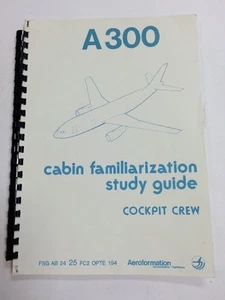 A300
cabin familiarization
study guide
COCKPIT CREW
FSG AB 24 25 FC2 OPTE 194
Aeroformation